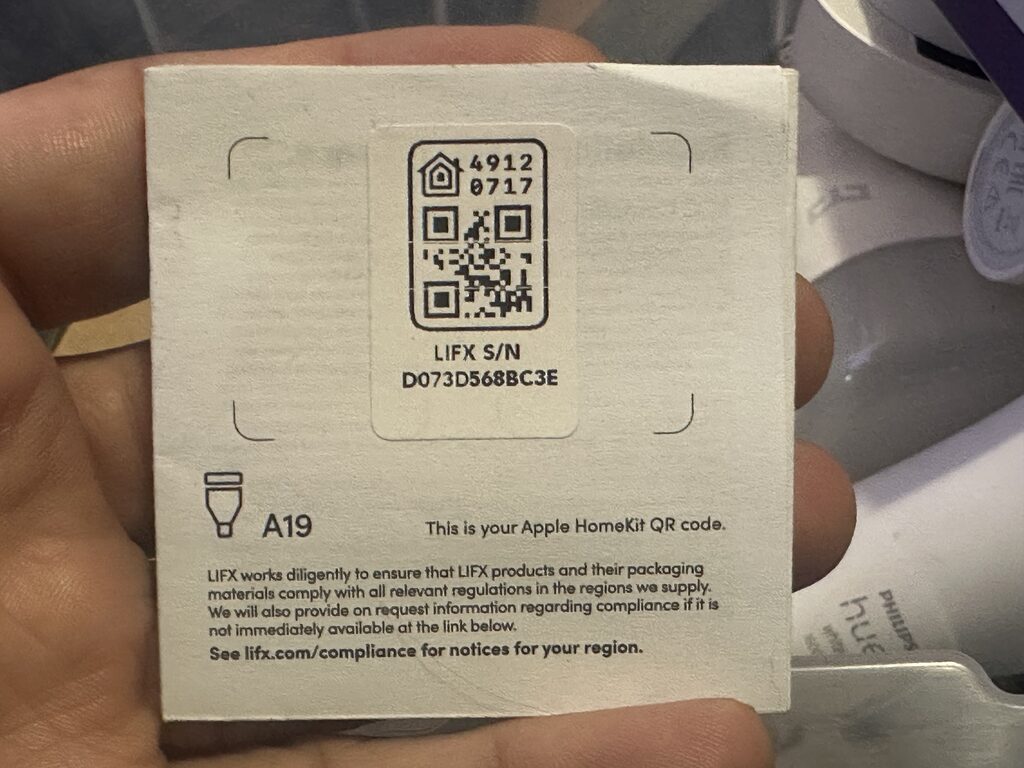 4912
0717
LIFX S/N
D073D568BC3E
A19
This is your Apple HomeKit QR code.
LIFX works diligently to ensure that LIFX products and their packaging
materials comply with all relevant regulations in the regions we supply.
We will also provide on request information regarding compliance if it is
not immediately available at the link below.
See lifx.com/compliance for notices for your region.
PHILIPS
hue